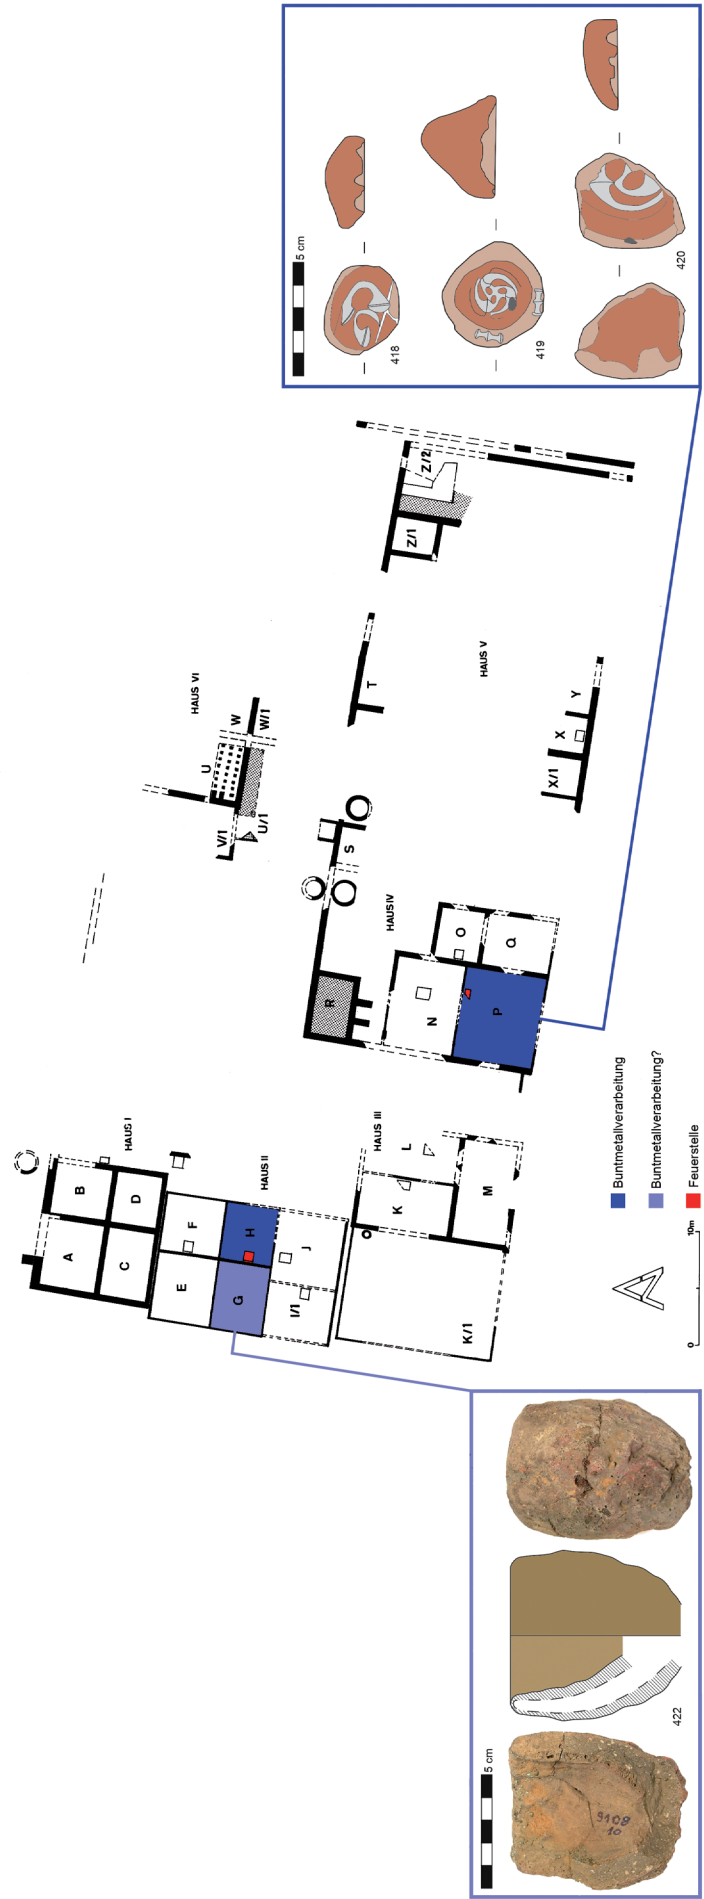 5 cm
418
419
420
HAUS I
A
B
C
D
HAUS II
E
F
G
H
I/1
J
HAUS III
K
L
M
K/1
HAUS IV
N
O
P
Q
R
S
HAUS V
T
X/1
X
Y
Z/1
Z/2
HAUS VI
U
V/1
U/1
W
W/1
Buntmetallverarbeitung
Buntmetallverarbeitung?
Feuerstelle
0
10m
5 cm
9109
10
422